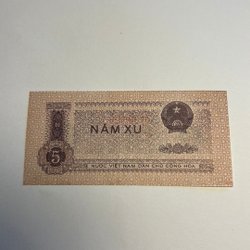 NĂM XU
5
NƯỚC VIỆT NAM DÂN CHỦ CỘNG HÒA